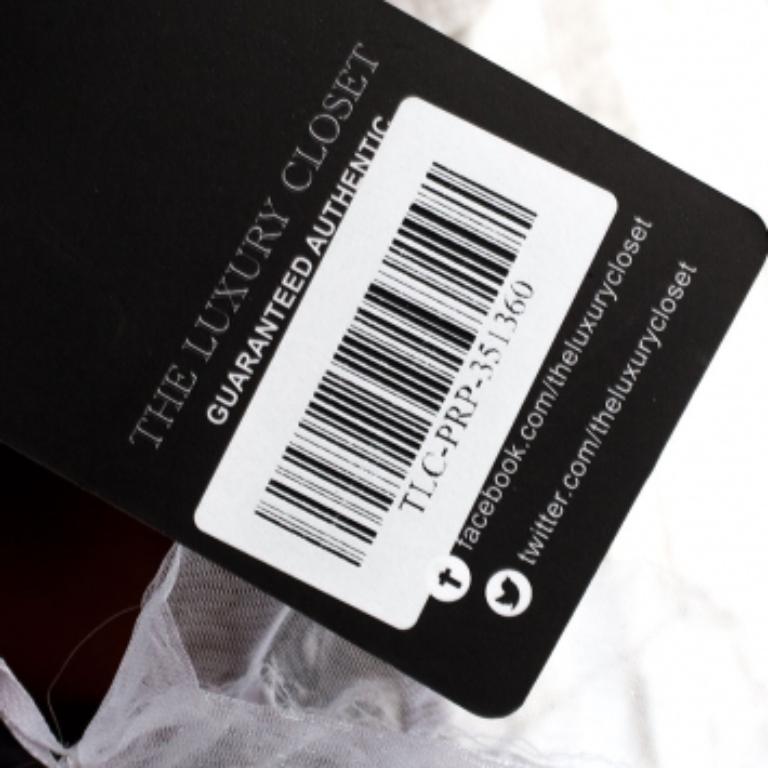 THE LUXURY CLOSET
GUARANTEED AUTHENTIC
TLC-PRP-351360
facebook.com/theluxurycloset
twitter.com/theluxurycloset